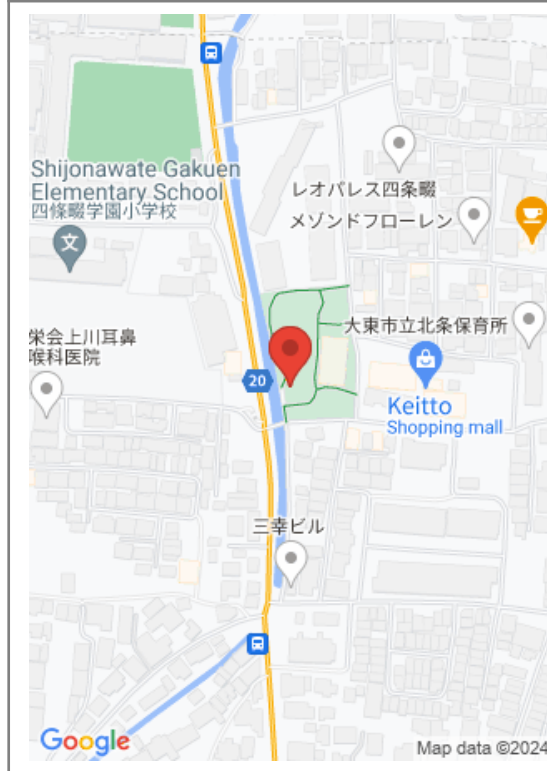 Shijonawate Gakuen
Elementary School
四條畷学園小学校
文
レオパレス四条畷
メゾンドフローレン
栄会上川耳鼻
喉科医院
大東市立北条保育所
20
Keitto
Shopping mall
三幸ビル
Google
Map data ©2024